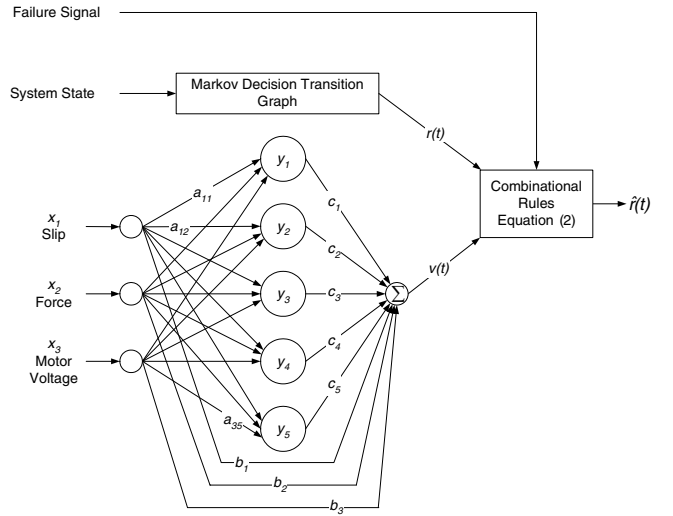 Failure Signal
System State
Markov Decision Transition
Graph
r(t)
Combinational
Rules
Equation (2)
r̂(t)
v(t)
x1
Slip
x2
Force
x3
Motor
Voltage
a11
a12
a35
y1
y2
y3
y4
y5
c1
c2
c3
c4
c5
Σ
b1
b2
b3